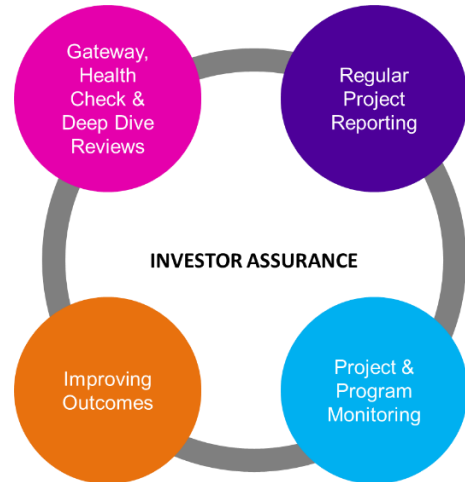 Gateway,
Health
Check &
Deep Dive
Reviews
Regular
Project
Reporting
INVESTOR ASSURANCE
Improving
Outcomes
Project &
Program
Monitoring